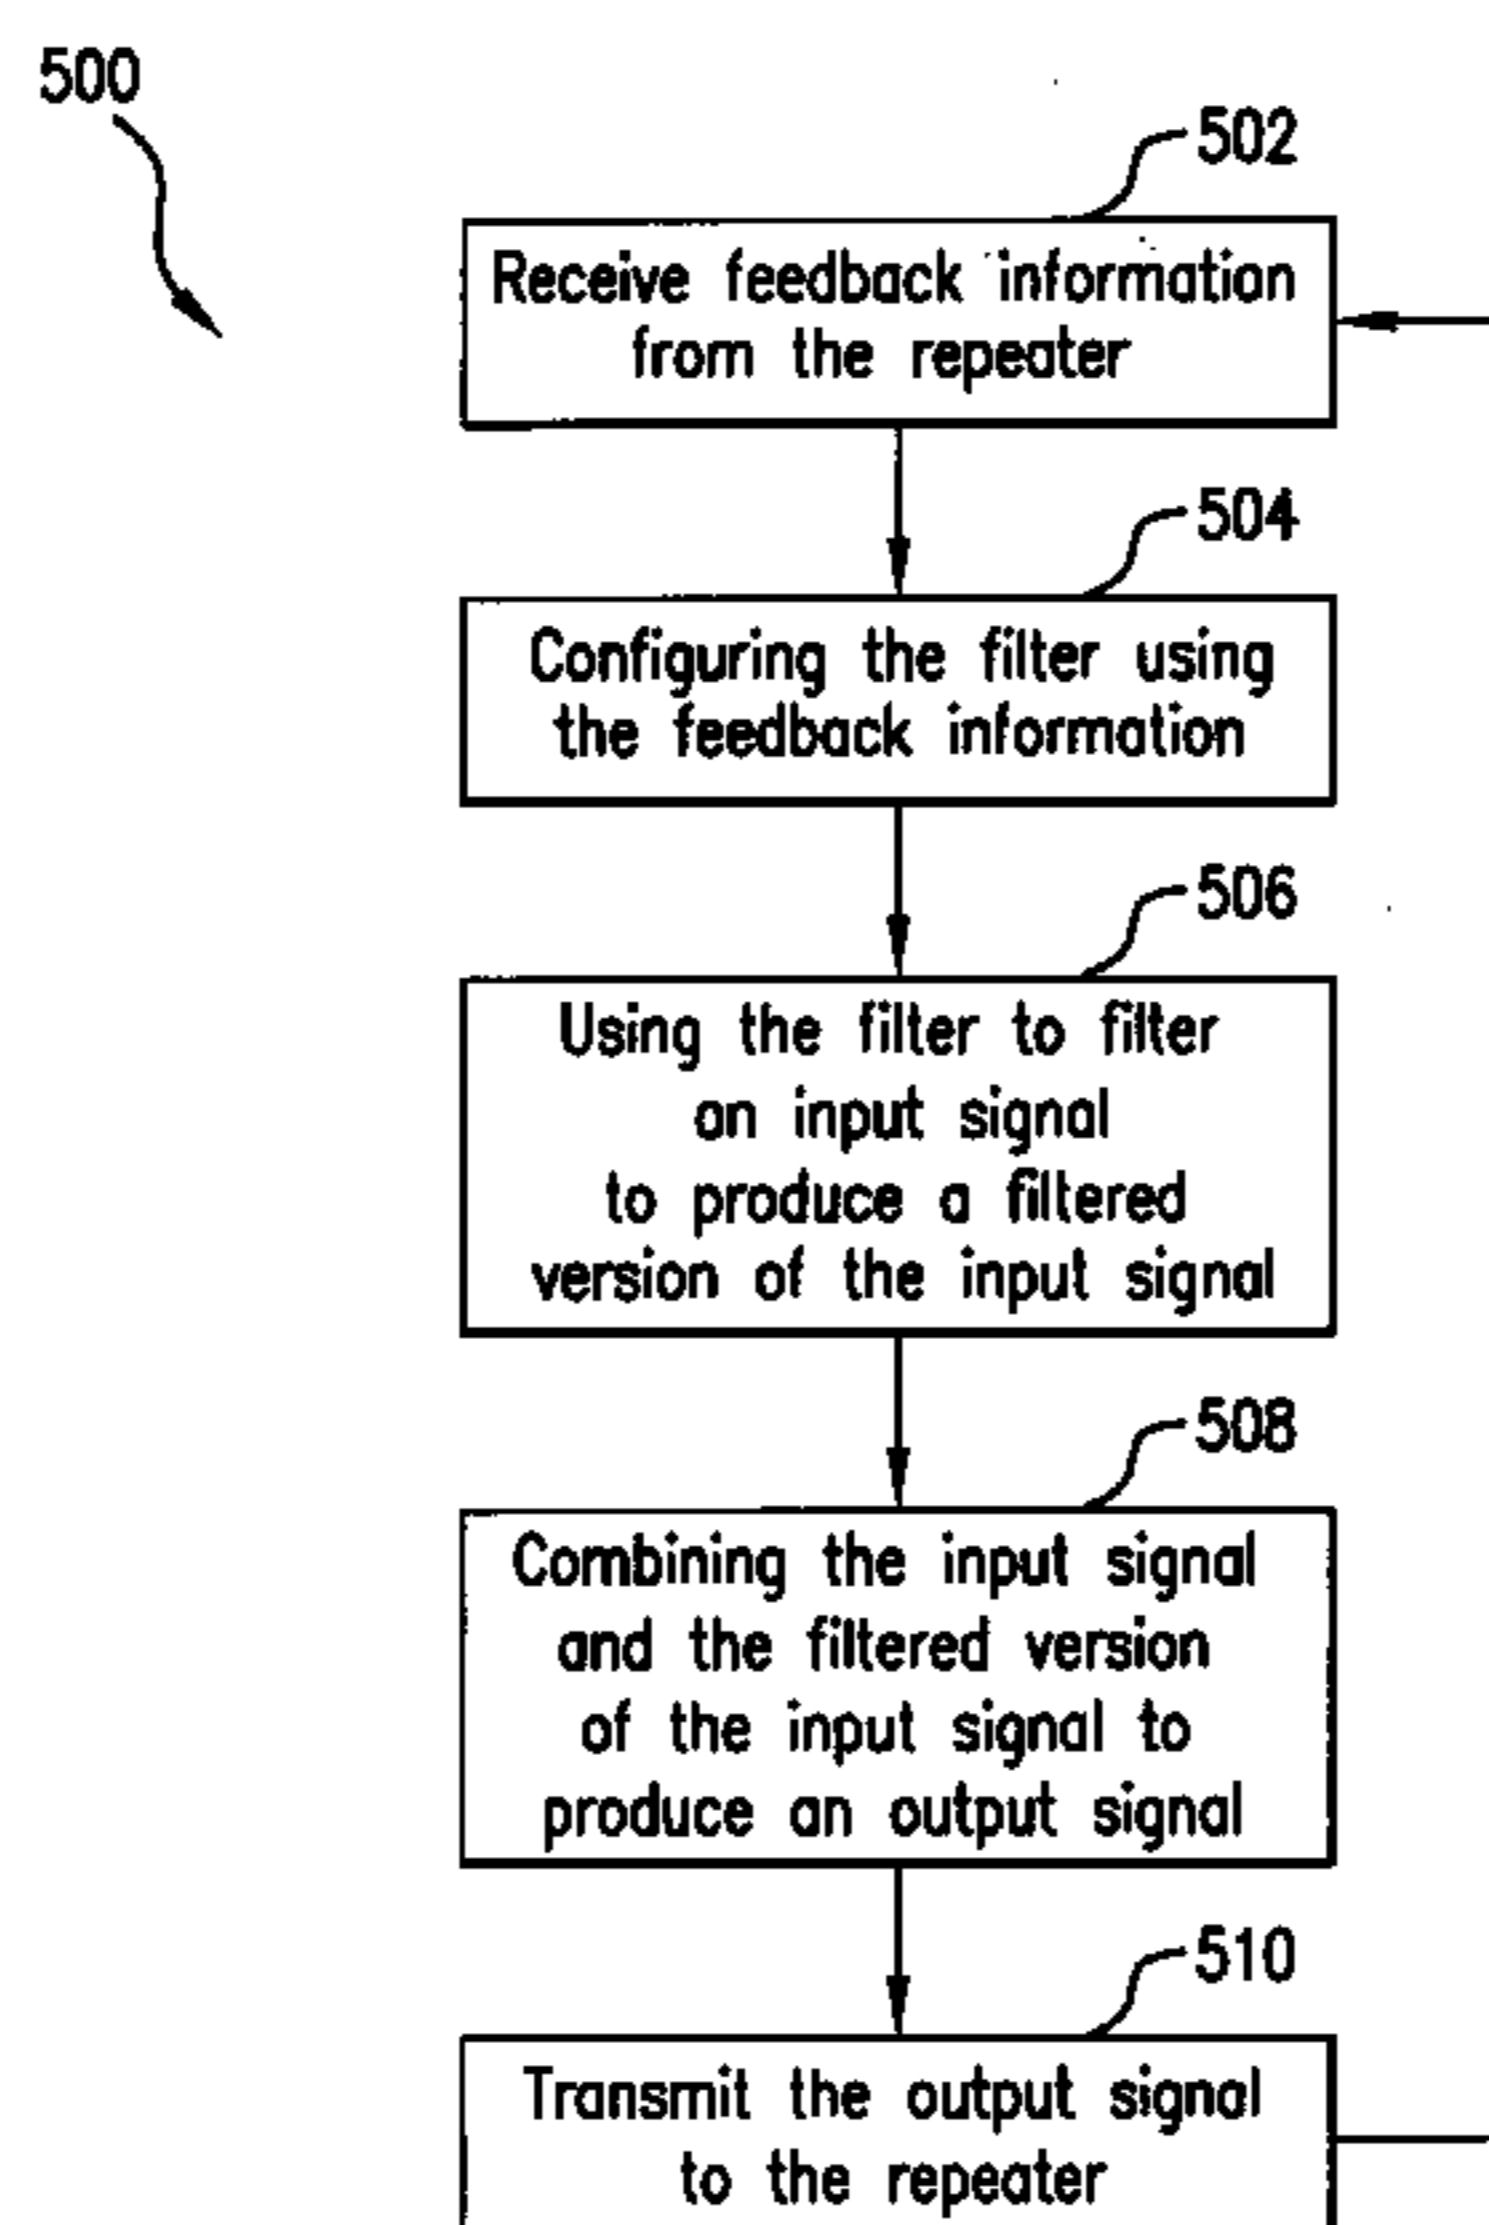 500
502
Receive feedback information
from the repeater
504
Configuring the filter using
the feedback information
506
Using the filter to filter
an input signal
to produce a filtered
version of the input signal
508
Combining the input signal
and the filtered version
of the input signal to
produce an output signal
510
Transmit the output signal
to the repeater